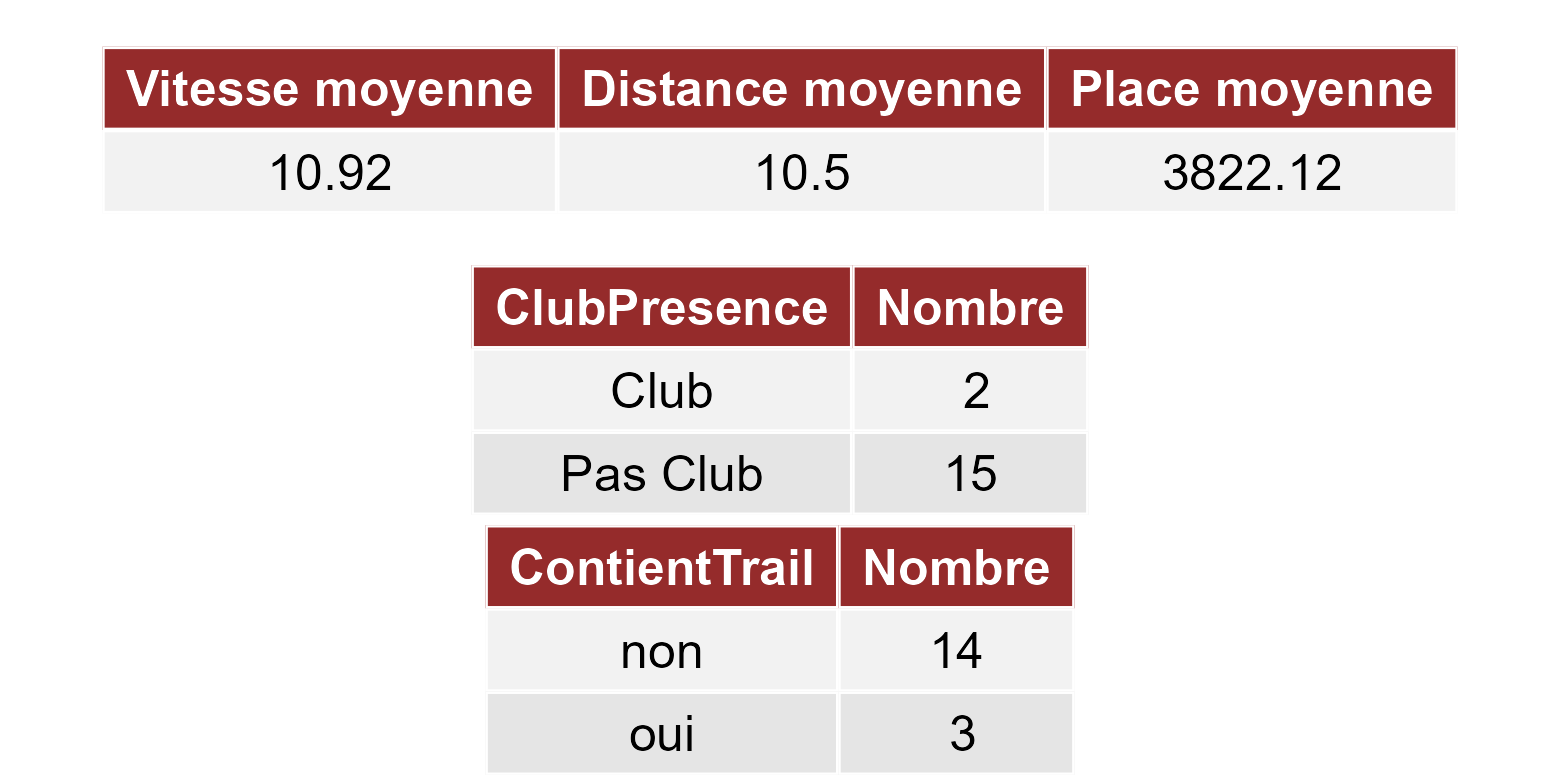 Vitesse moyenne Distance moyenne Place moyenne
10.92 10.5 3822.12
ClubPresence Nombre
Club 2
Pas Club 15
ContientTrail Nombre
non 14
oui 3